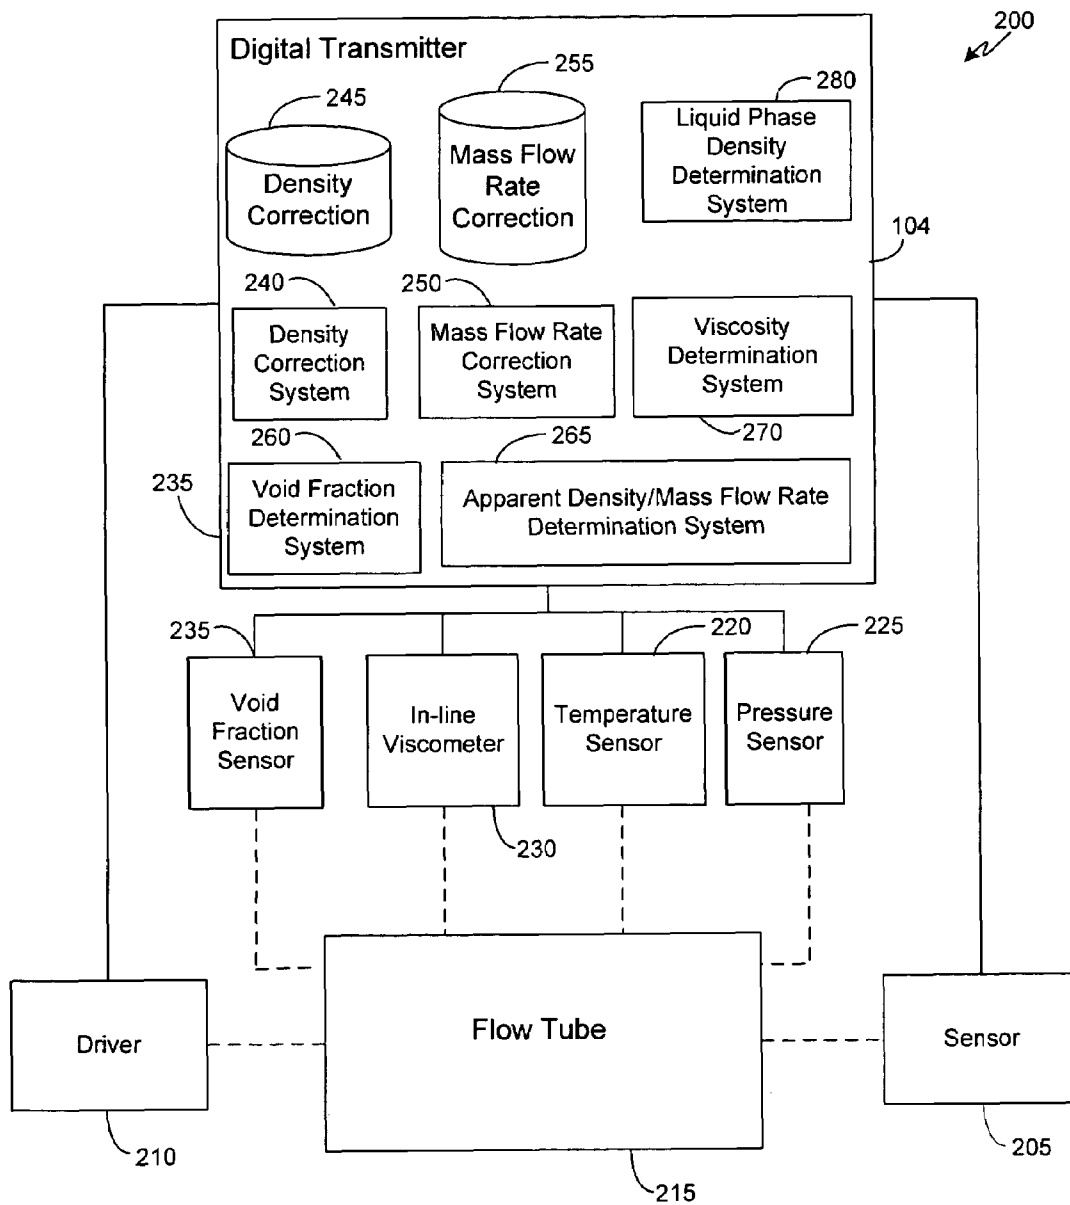 200
Digital Transmitter
245
255
280
Density
Correction
Mass Flow
Rate
Correction
Liquid Phase
Density
Determination
System
104
240
250
Density
Correction
System
Mass Flow Rate
Correction
System
Viscosity
Determination
System
270
260
265
235
Void Fraction
Determination
System
Apparent Density/Mass Flow Rate
Determination System
235
220
225
Void
Fraction
Sensor
In-line
Viscometer
Temperature
Sensor
Pressure
Sensor
230
Driver
Flow Tube
Sensor
210
215
205